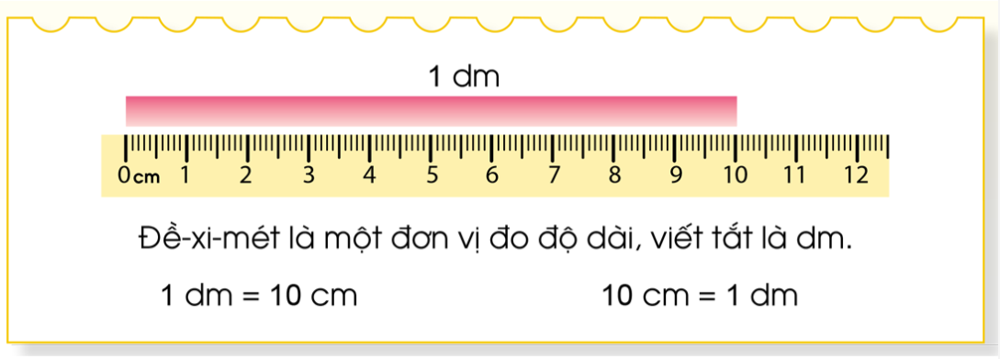 1 dm
0 cm 1 2 3 4 5 6 7 8 9 10 11 12
Đề-xi-mét là một đơn vị đo độ dài, viết tắt là dm.
1 dm = 10 cm 10 cm = 1 dm